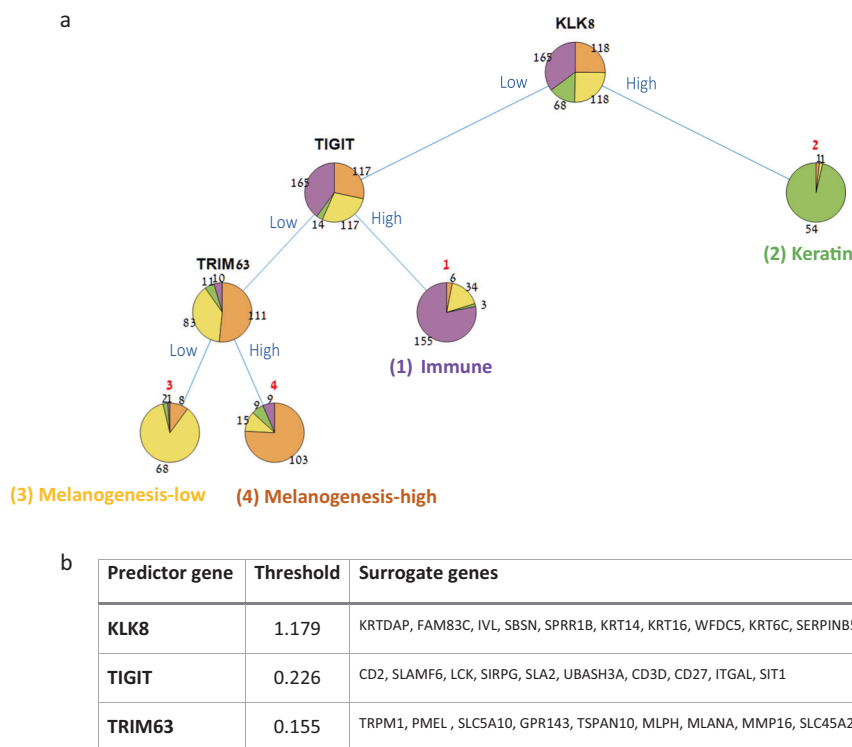 a
KLK8
165
118
68
118
Low
High
TIGIT
165
117
14
117
Low
High
2
11
54
(2) Keratin
TRIM63
11
10
83
111
Low
High
1
6
34
3
155
(1) Immune
3
2
1
8
68
4
9
9
15
103
(3) Melanogenesis-low
(4) Melanogenesis-high
b
Predictor gene Threshold Surrogate genes
KLK8 1.179 KRTDAP, FAM83C, IVL, SBSN, SPRR1B, KRT14, KRT16, WFDC5, KRT6C, SERPINB5
TIGIT 0.226 CD2, SLAMF6, LCK, SIRPG, SLA2, UBASH3A, CD3D, CD27, ITGAL, SIT1
TRIM63 0.155 TRPM1, PMEL , SLC5A10, GPR143, TSPAN10, MLPH, MLANA, MMP16, SLC45A2